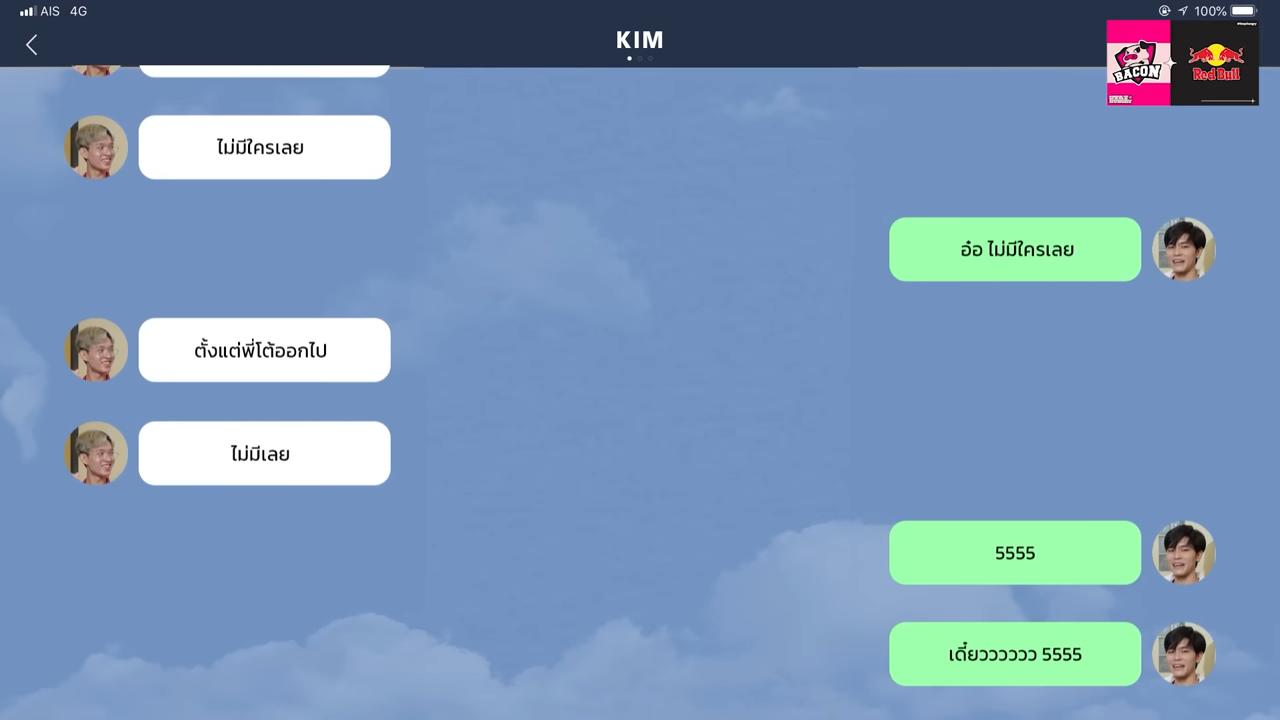 AIS 4G
100%
KIM
BACON
Red Bull
ไม่มีใครเลย
อ๋อ ไม่มีใครเลย
ตั้งแต่พี่โต้ออกไป
ไม่มีเลย
5555
เดี๋ยวววววว 5555